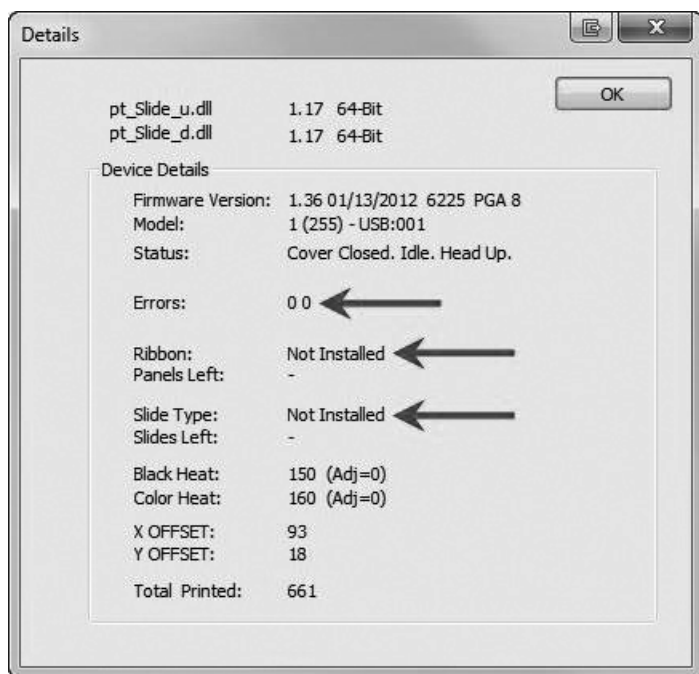 Details
OK
pt_Slide_u.dll 1.17 64-Bit
pt_Slide_d.dll 1.17 64-Bit
Device Details
Firmware Version: 1.36 01/13/2012 6225 PGA 8
Model: 1 (255) - USB:001
Status: Cover Closed. Idle. Head Up.
Errors: 0 0
Ribbon: Not Installed
Panels Left: -
Slide Type: Not Installed
Slides Left: -
Black Heat: 150 (Adj=0)
Color Heat: 160 (Adj=0)
X OFFSET: 93
Y OFFSET: 18
Total Printed: 661